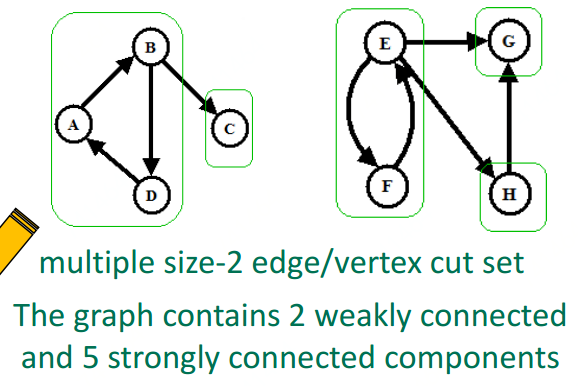 B
E
G
A
C
F
H
D
multiple size-2 edge/vertex cut set
The graph contains 2 weakly connected
and 5 strongly connected components